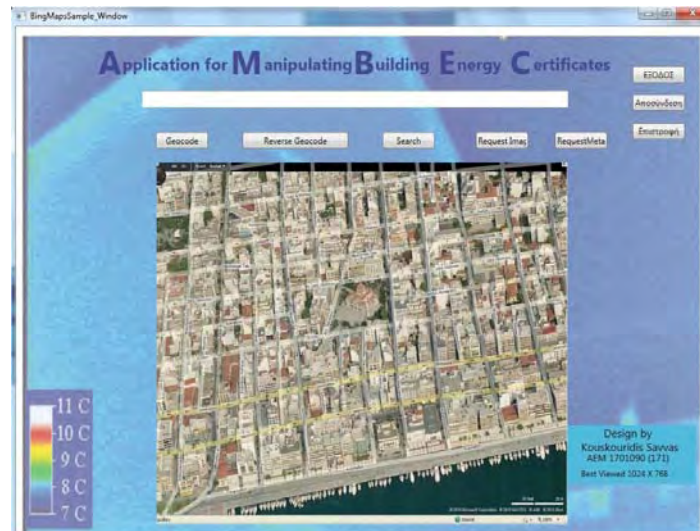 BingMapsSample_Window
Application for Manipulating Building Energy Certificates
ΕΞΟΔΟΣ
Αποσύνδεση
Επιστροφή
Geocode
Reverse Geocode
Search
Request Imag
RequestMeta
11 C
10 C
9 C
8 C
7 C
Design by
Kouskouridis Savvas
AEM 1701090 (171)
Best Viewed 1024 X 768